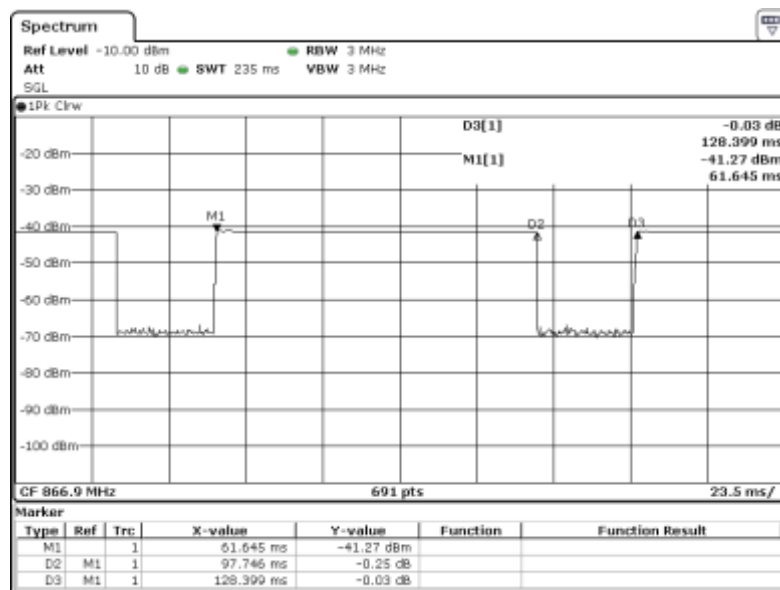 Spectrum
Ref Level -10.00 dBm RBW 3 MHz
Att 10 dB SWT 235 ms VBW 3 MHz
SGL
1Pk Clrw
D3[1] -0.03 dB
128.399 ms
M1[1] -41.27 dBm
61.645 ms
-20 dBm
-30 dBm
M1 D2 D3
-40 dBm
-50 dBm
-60 dBm
-70 dBm
-80 dBm
-90 dBm
-100 dBm
CF 866.9 MHz 691 pts 23.5 ms/
Marker
Type Ref Trc X-value Y-value Function Function Result
M1 1 61.645 ms -41.27 dBm
D2 M1 1 97.746 ms -0.25 dB
D3 M1 1 128.399 ms -0.03 dB